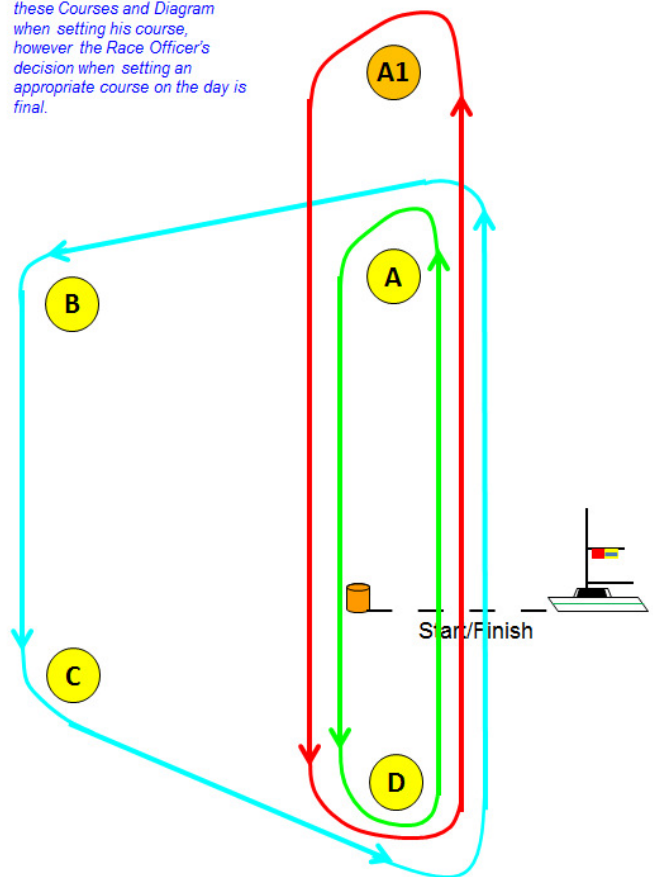 these Courses and Diagram
when setting his course,
however the Race Officer's
decision when setting an
appropriate course on the day is
final.
A1
A
B
Start/Finish
C
D